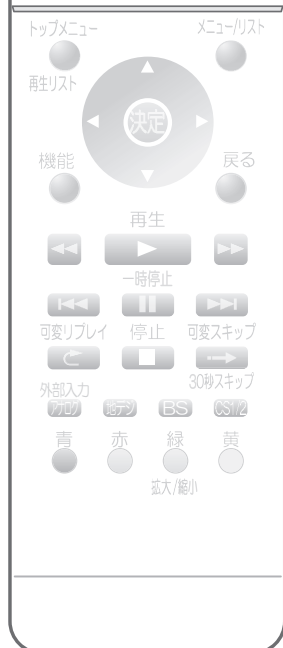 トップメニュー メニュー/リスト
再生リスト
決定
機能 戻る
再生
一時停止
可変リプレイ 停止 可変スキップ
30秒スキップ
外部入力
アナログ 地デジ BS CS1/2
青 赤 緑 黄
拡大/縮小